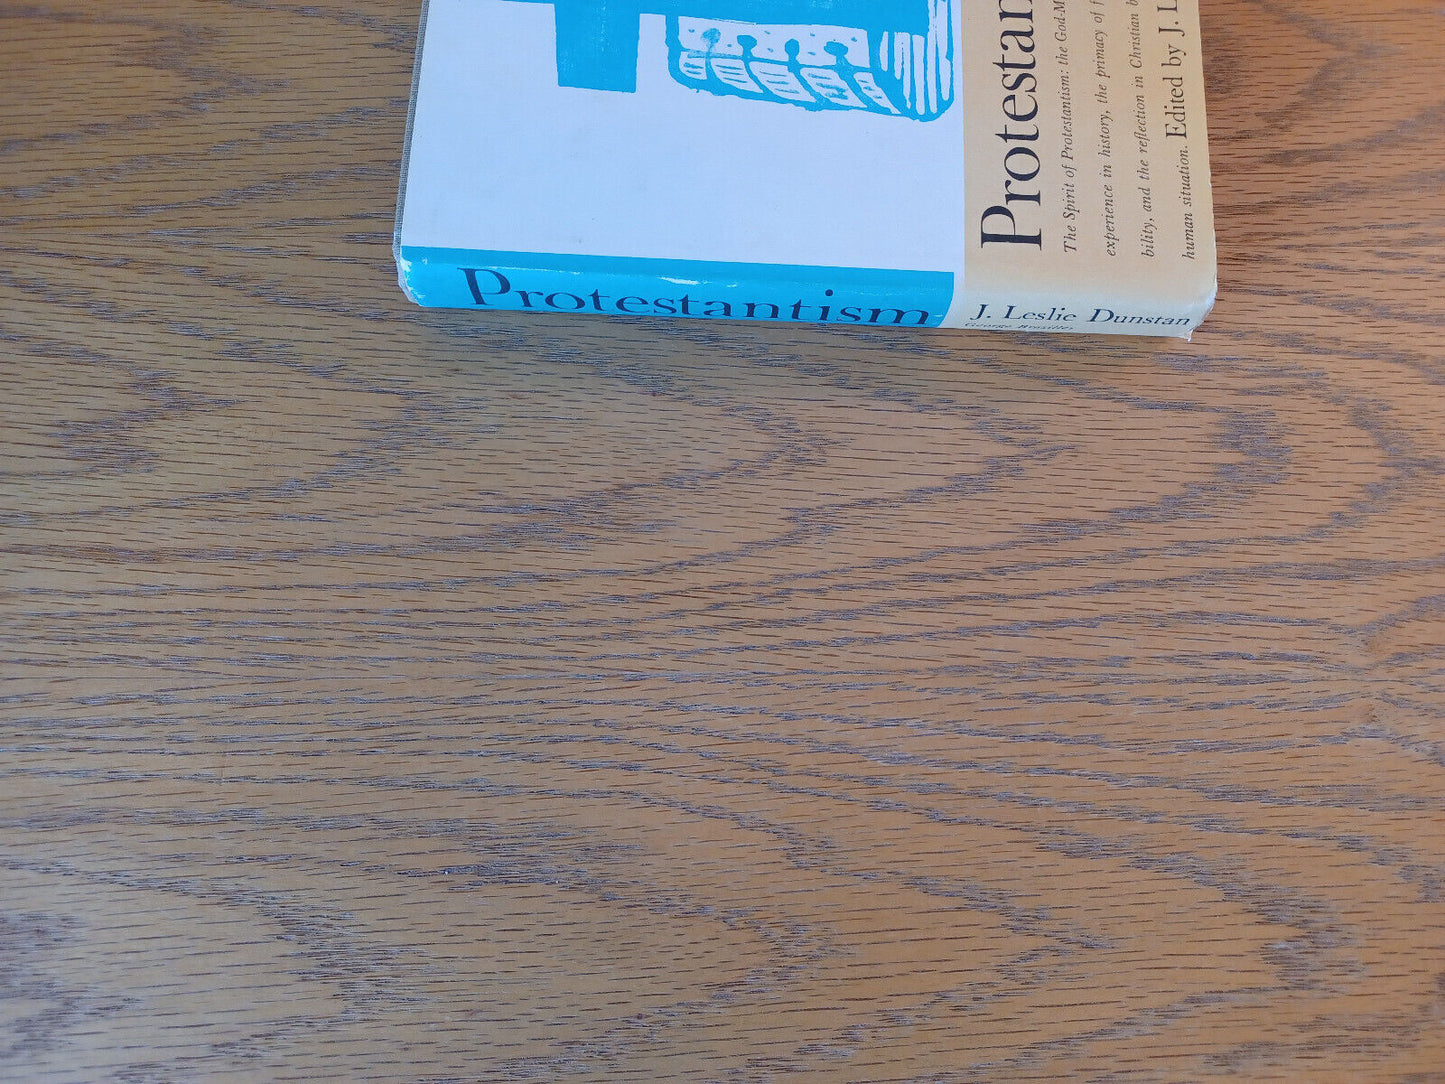 Protestan
The Spirit of Protestantism: the God-M
experience in history, the primacy of f
bility, and the reflection in Christian b
human situation. Edited by J. L
Protestantism
J. Leslie Dunstan
George Braziller